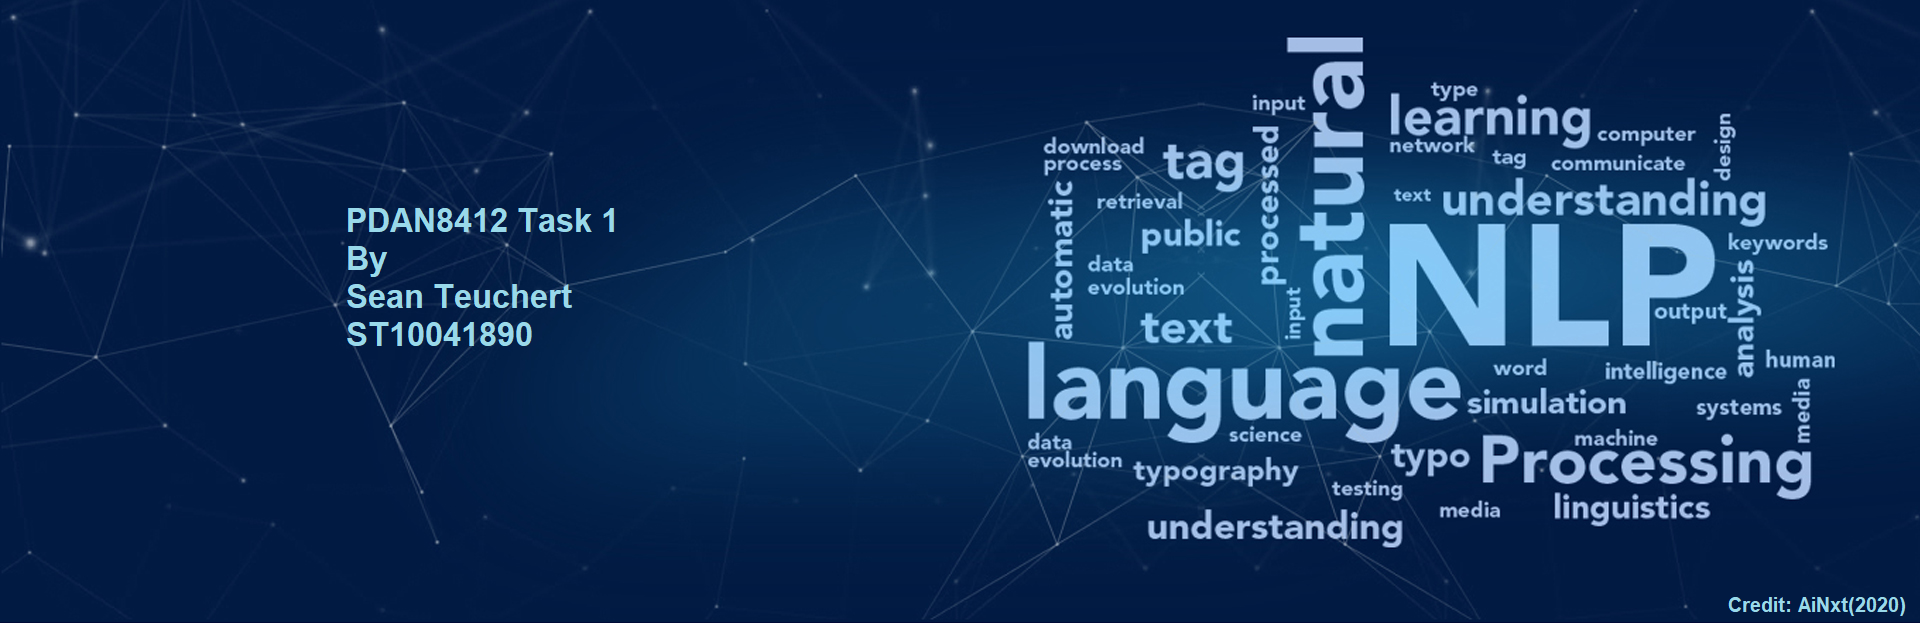 PDAN8412 Task 1
By
Sean Teuchert
ST10041890
natural
input
type
learning
computer
design
download
process
tag
processed
network
tag
communicate
automatic
retrieval
text
understanding
public
NLP
keywords
data
evolution
input
analysis
output
text
language
word
intelligence
human
simulation
systems
media
science
data
evolution
typography
typo
machine
Processing
testing
media
linguistics
understanding
Credit: AiNxt(2020)